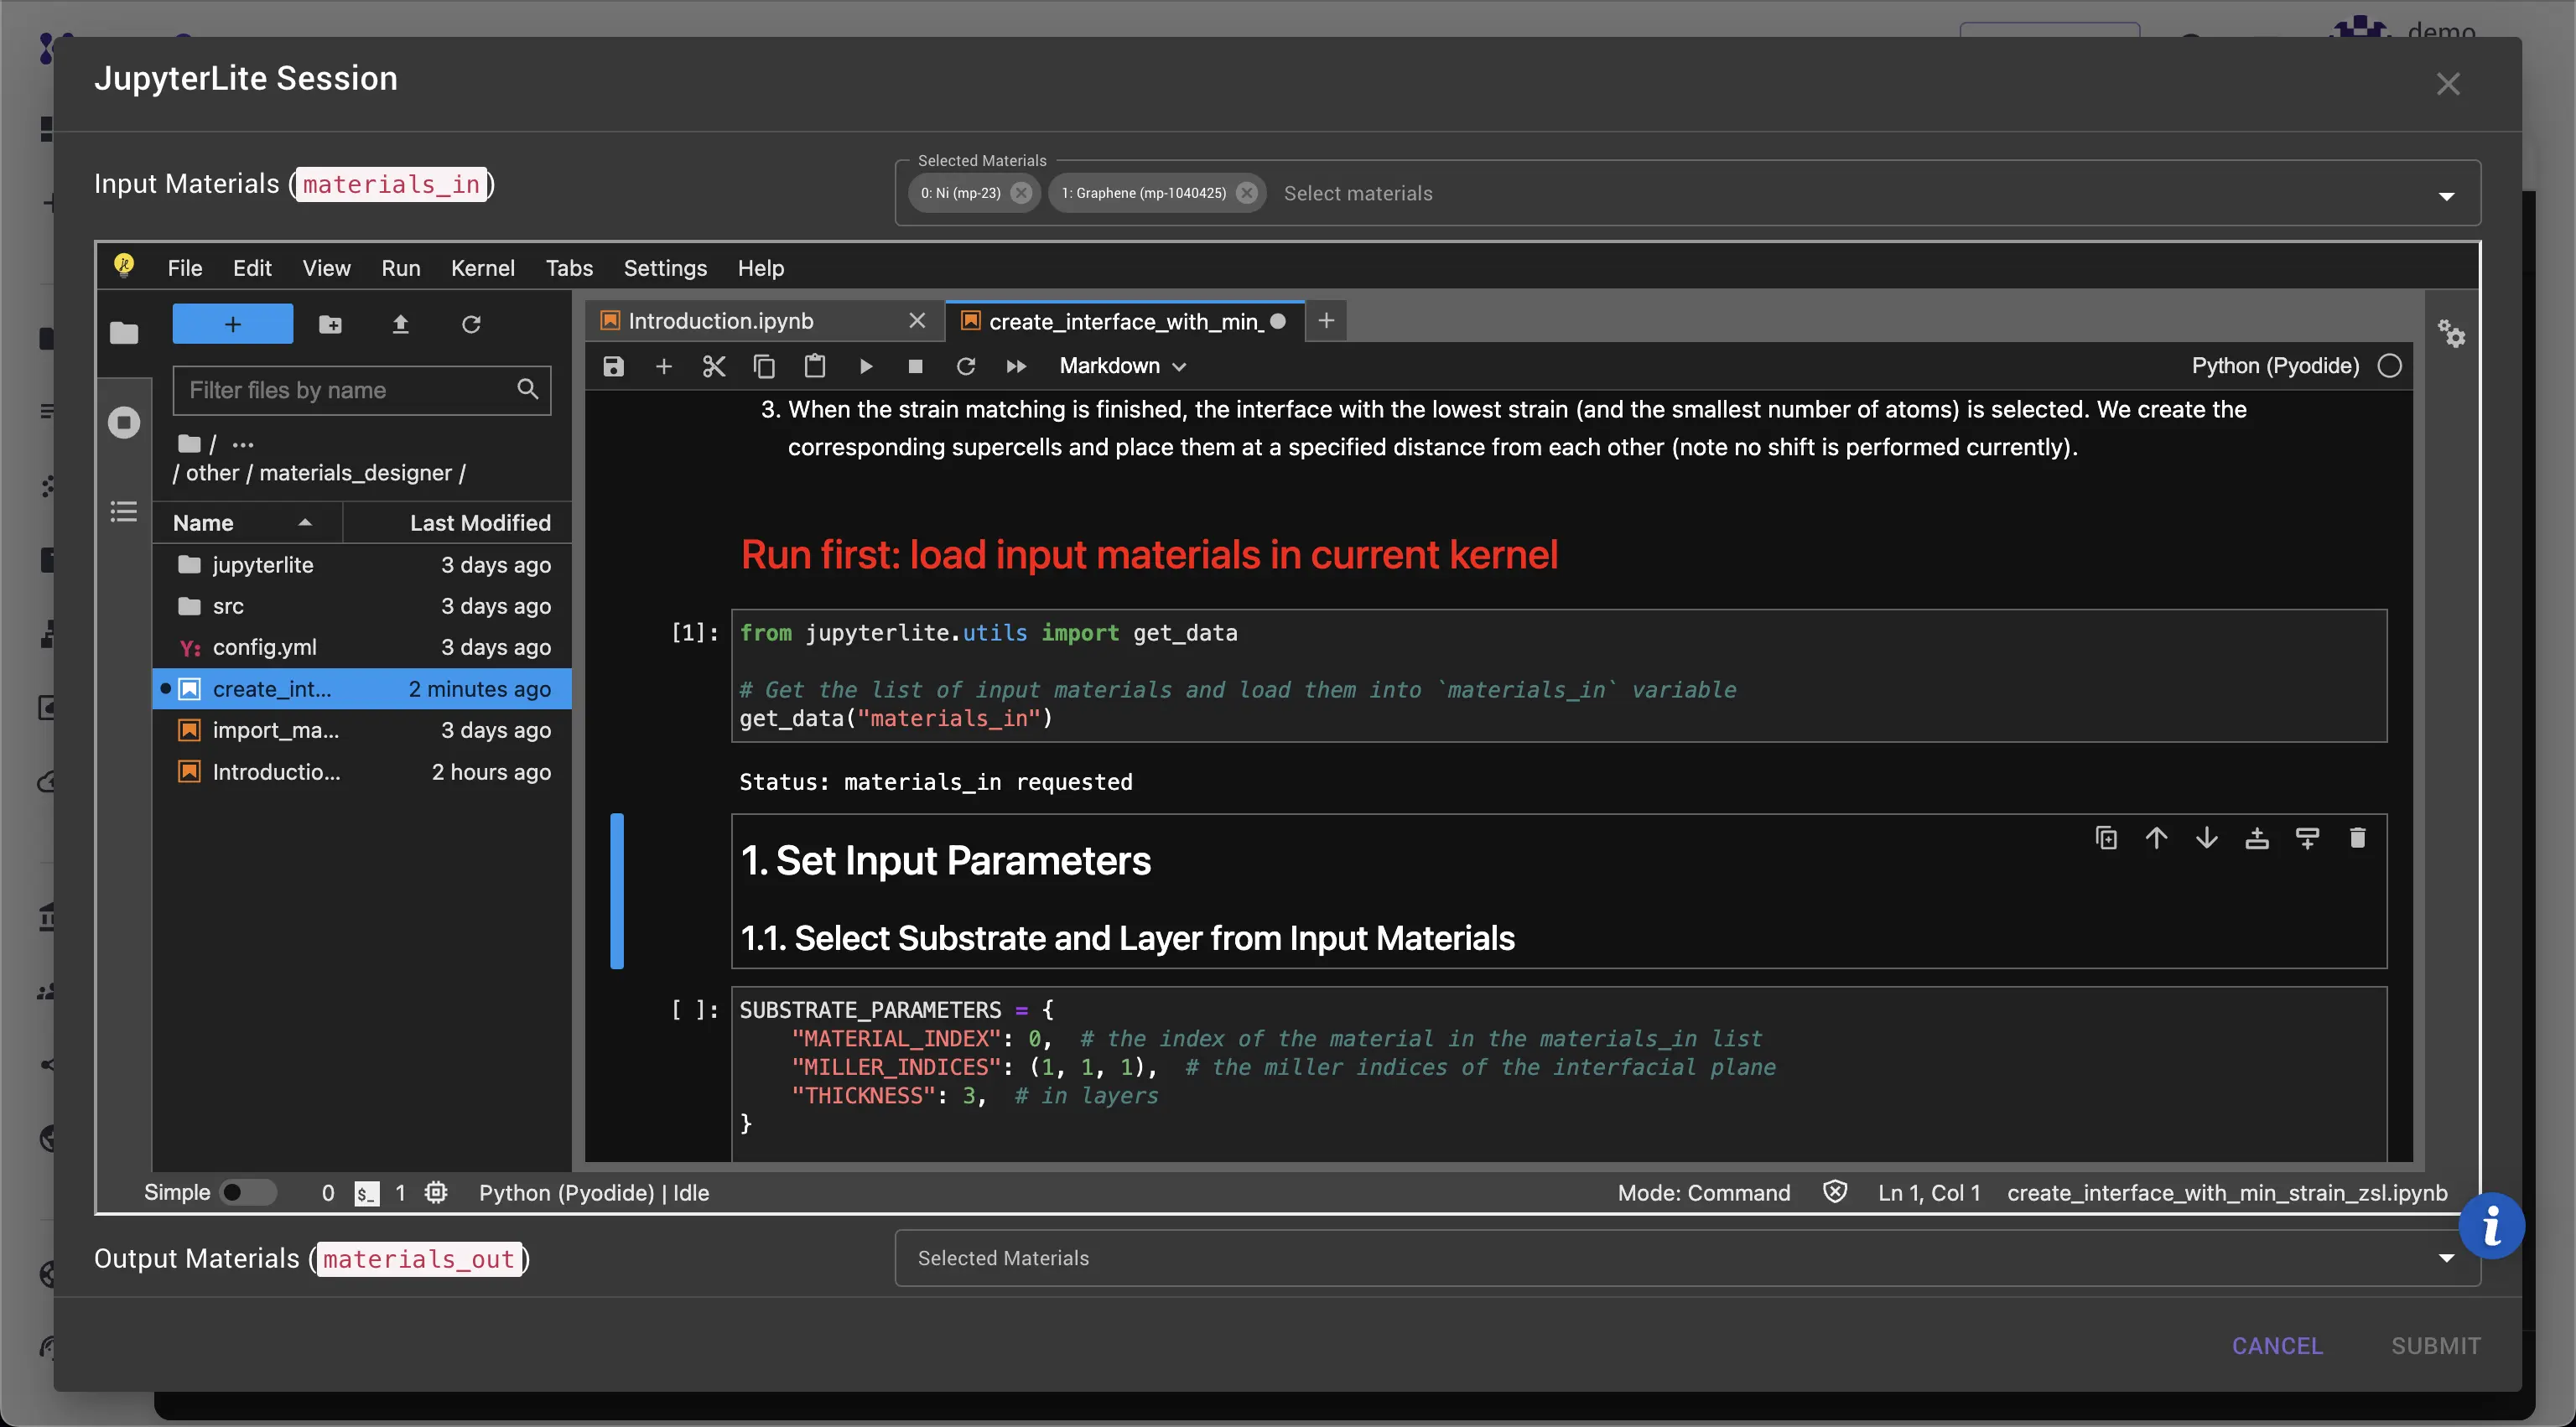 demo
JupyterLite Session
Input Materials (materials_in)
Selected Materials
0: Ni (mp-23)
1: Graphene (mp-1040425)
Select materials
File Edit View Run Kernel Tabs Settings Help
+
Filter files by name
/ ...
/ other / materials_designer /
Name Last Modified
jupyterlite 3 days ago
src 3 days ago
Y: config.yml 3 days ago
create_int... 2 minutes ago
import_ma... 3 days ago
Introductio... 2 hours ago
Introduction.ipynb
create_interface_with_min_
Markdown
Python (Pyodide)
3. When the strain matching is finished, the interface with the lowest strain (and the smallest number of atoms) is selected. We create the
corresponding supercells and place them at a specified distance from each other (note no shift is performed currently).
Run first: load input materials in current kernel
[1]: from jupyterlite.utils import get_data
# Get the list of input materials and load them into `materials_in` variable
get_data("materials_in")
Status: materials_in requested
1. Set Input Parameters
1.1. Select Substrate and Layer from Input Materials
[ ]: SUBSTRATE_PARAMETERS = {
"MATERIAL_INDEX": 0, # the index of the material in the materials_in list
"MILLER_INDICES": (1, 1, 1), # the miller indices of the interfacial plane
"THICKNESS": 3, # in layers
}
Simple 0 $_ 1 Python (Pyodide) | Idle
Mode: Command Ln 1, Col 1 create_interface_with_min_strain_zsl.ipynb
i
Output Materials (materials_out)
Selected Materials
CANCEL SUBMIT